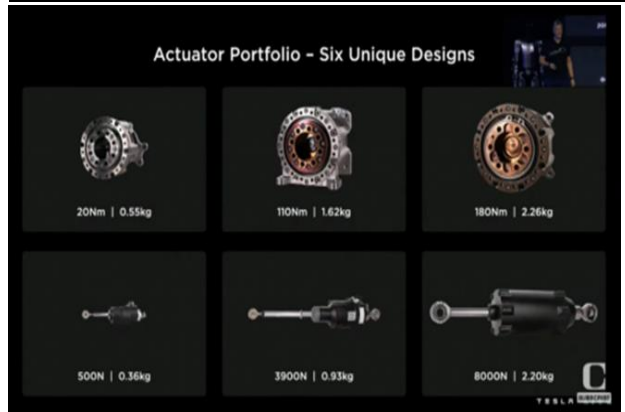 Actuator Portfolio – Six Unique Designs
20Nm | 0.55kg
110Nm | 1.62kg
180Nm | 2.26kg
500N | 0.36kg
3900N | 0.93kg
8000N | 2.20kg
TESLA
SUBSCRIBE